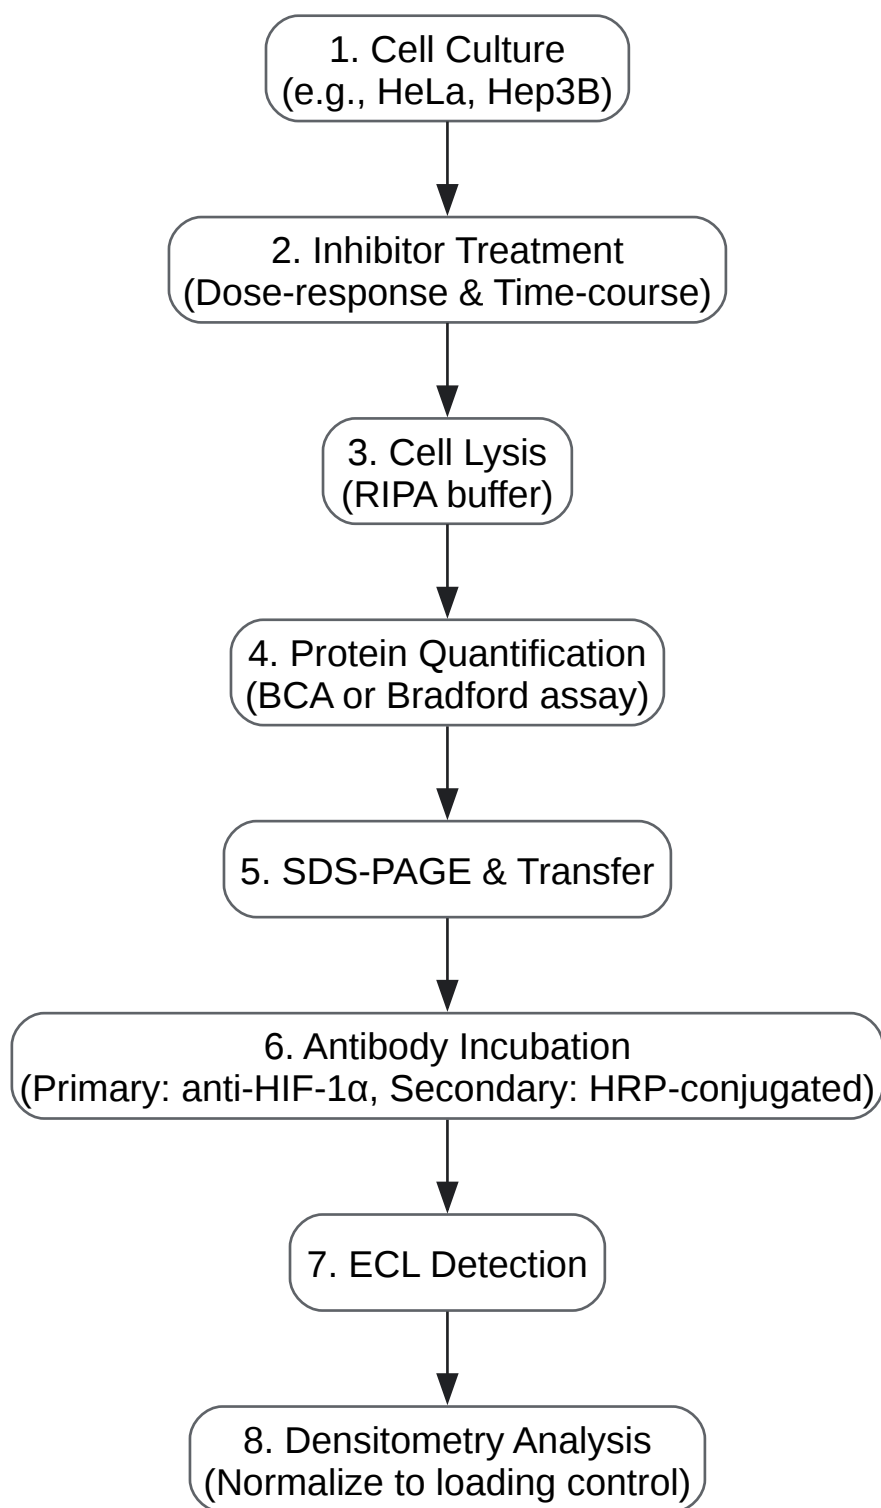 1. Cell Culture
(e.g., HeLa, Hep3B)
2. Inhibitor Treatment
(Dose-response & Time-course)
3. Cell Lysis
(RIPA buffer)
4. Protein Quantification
(BCA or Bradford assay)
5. SDS-PAGE & Transfer
6. Antibody Incubation
(Primary: anti-HIF-1α, Secondary: HRP-conjugated)
7. ECL Detection
8. Densitometry Analysis
(Normalize to loading control)